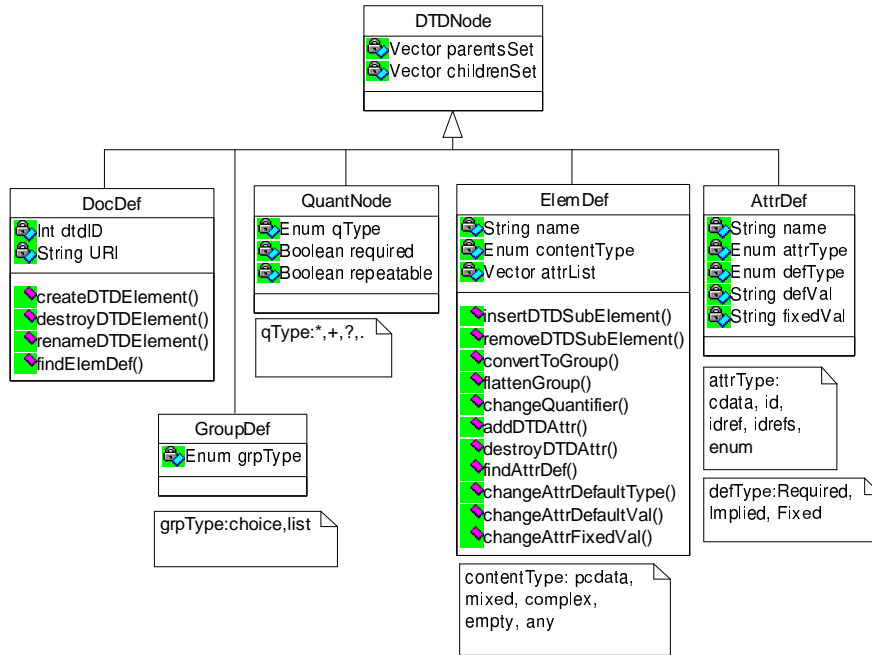 DTDNode
Vector parentsSet
Vector childrenSet
DocDef
Int dtdID
String URI
createDTDElement()
destroyDTDElement()
renameDTDElement()
findElemDef()
QuantNode
Enum qType
Boolean required
Boolean repeatable
qType:*,+,?,.
GroupDef
Enum grpType
grpType:choice,list
ElemDef
String name
Enum contentType
Vector attrList
insertDTDSubElement()
removeDTDSubElement()
convertToGroup()
flattenGroup()
changeQuantifier()
addDTDAttr()
destroyDTDAttr()
findAttrDef()
changeAttrDefaultType()
changeAttrDefaultVal()
changeAttrFixedVal()
contentType: pcdata,
mixed, complex,
empty, any
AttrDef
String name
Enum attrType
Enum defType
String defVal
String fixedVal
attrType:
cdata, id,
idref, idrefs,
enum
defType:Required,
Implied, Fixed